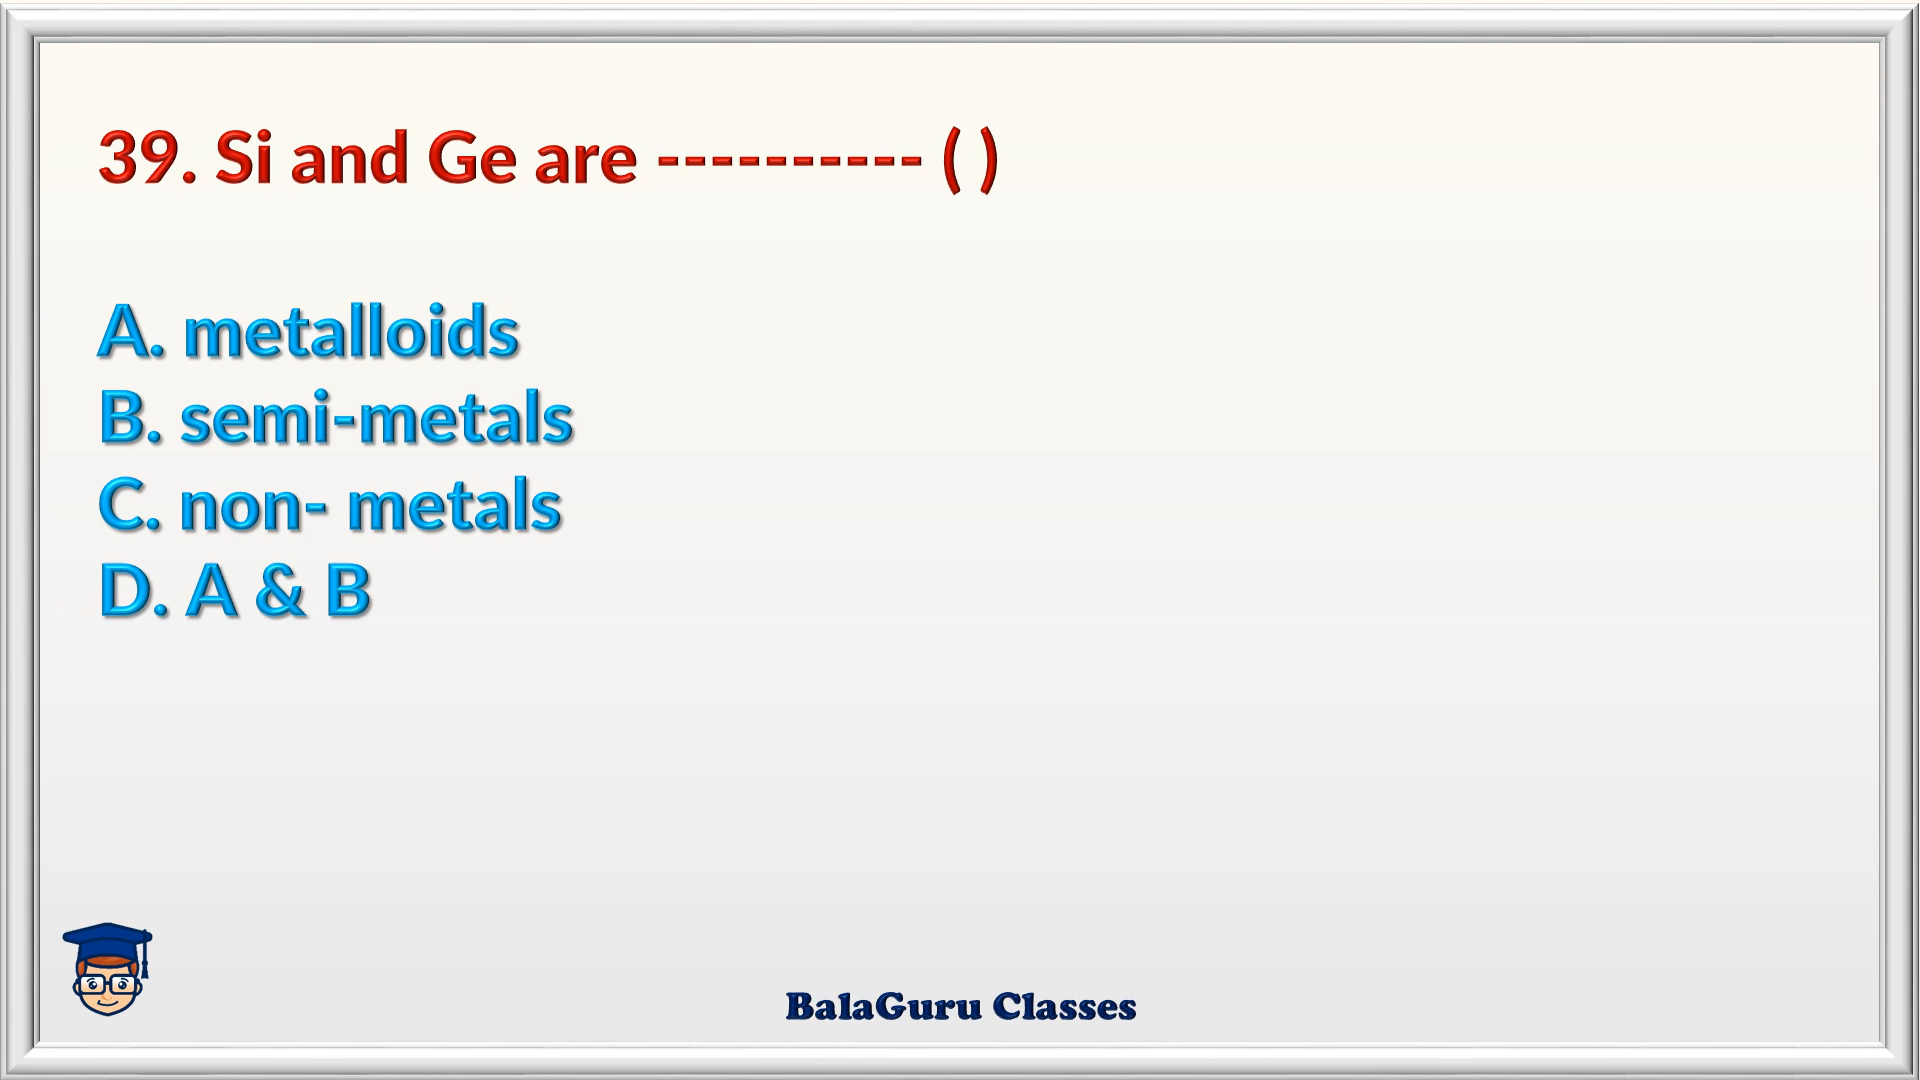 39. Si and Ge are ---------- ( )
A. metalloids
B. semi-metals
C. non- metals
D. A & B
BalaGuru Classes